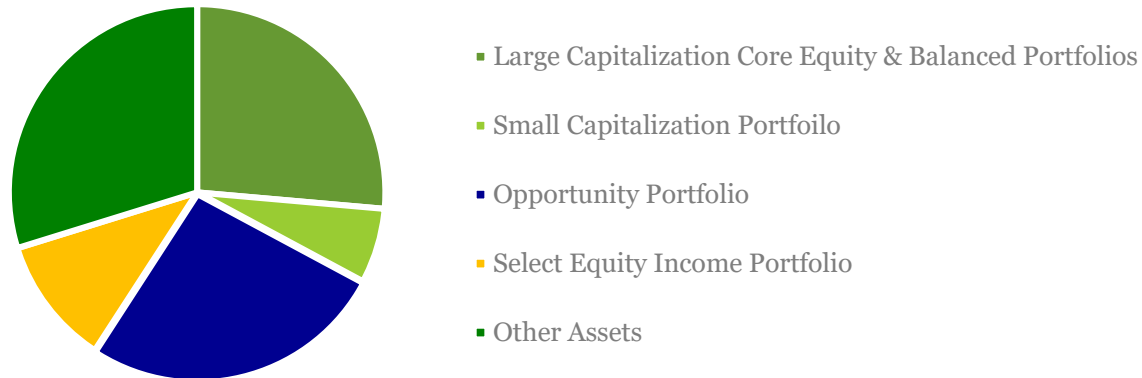 Large Capitalization Core Equity & Balanced Portfolios
Small Capitalization Portfoilo
Opportunity Portfolio
Select Equity Income Portfolio
Other Assets